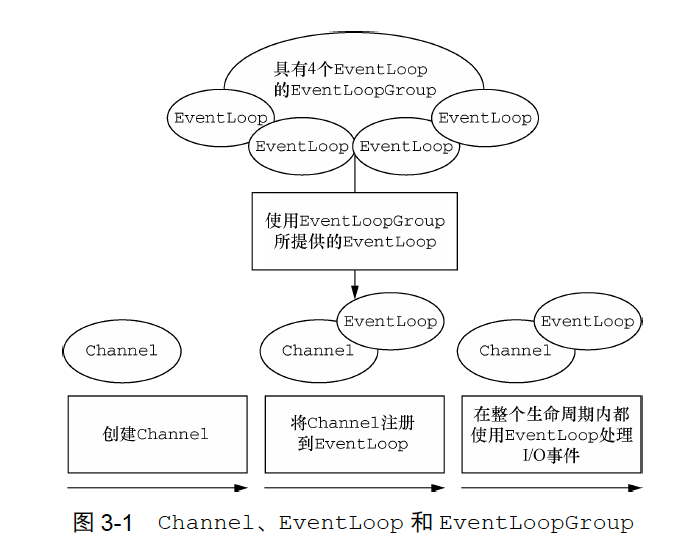 具有4个EventLoop
的EventLoopGroup
EventLoop
EventLoop
EventLoop
EventLoop
使用EventLoopGroup
所提供的EventLoop
Channel
Channel
EventLoop
Channel
EventLoop
创建Channel
将Channel注册
到EventLoop
在整个生命周期内都
使用EventLoop处理
I/O事件
图 3-1 Channel、EventLoop 和 EventLoopGroup